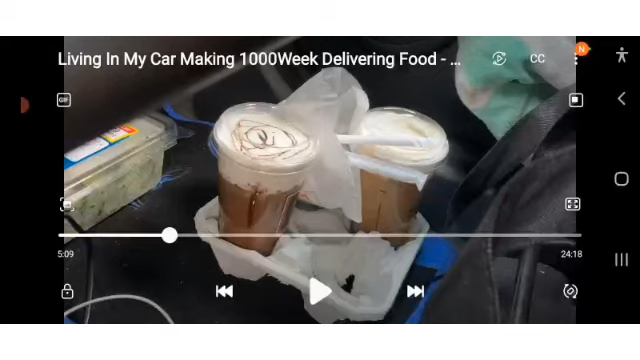 Living In My Car Making 1000Week Delivering Food - ...
CC
N
GIF
5:09
24:18